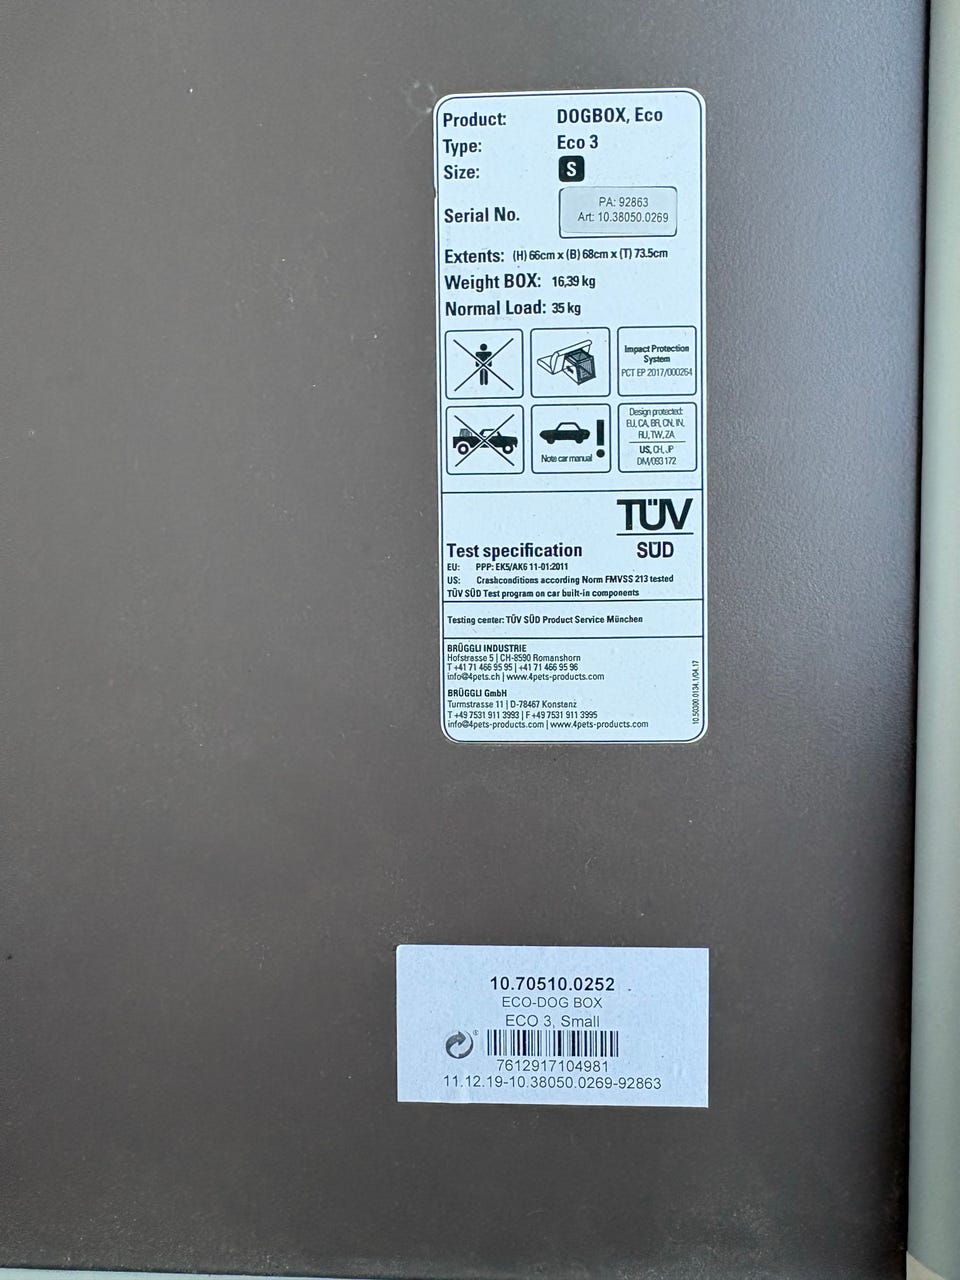 Product: DOGBOX, Eco
Type: Eco 3
Size: S
Serial No. PA: 92863
Art: 10.38050.0269
Extents: (H) 66cm x (B) 68cm x (T) 73.5cm
Weight BOX: 16,39 kg
Normal Load: 35 kg
Impact Protection
System
PCT EP 2017/000264
Note car manual
Design protected:
EU, CA, BR, CN, IN,
RU, TW, ZA
US, CH, JP
DM/093 172
TÜV
SÜD
Test specification
EU: PPP: EK5/AK6 11-01:2011
US: Crashconditions according Norm FMVSS 213 tested
TÜV SÜD Test program on car built-in components
Testing center: TÜV SÜD Product Service München
BRÜGGLI INDUSTRIE
Hofstrasse 5 | CH-8590 Romanshorn
T +41 71 466 95 95 | +41 71 466 95 96
info@4pets.ch | www.4pets-products.com
BRÜGGLI GmbH
Turmstrasse 11 | D-78467 Konstanz
T +49 7531 911 3993 | F +49 7531 911 3995
info@4pets-products.com | www.4pets-products.com
10.50300.0134.1/04.17
10.70510.0252
ECO-DOG BOX
ECO 3, Small
7612917104981
11.12.19-10.38050.0269-92863